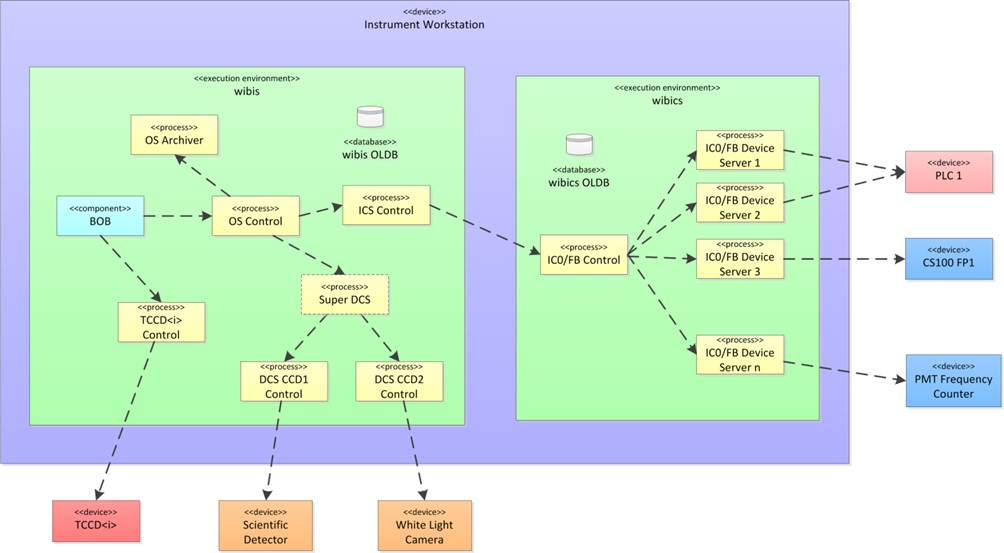 <<device>>
Instrument Workstation
<<execution environment>>
wibis
<<process>>
OS Archiver
<<database>>
wibis OLDB
<<component>>
BOB
<<process>>
OS Control
<<process>>
ICS Control
<<process>>
Super DCS
<<process>>
TCCD<i>
Control
<<process>>
DCS CCD1
Control
<<process>>
DCS CCD2
Control
<<execution environment>>
wibics
<<database>>
wibics OLDB
<<process>>
IC0/FB Control
<<process>>
IC0/FB Device
Server 1
<<process>>
IC0/FB Device
Server 2
<<process>>
IC0/FB Device
Server 3
<<process>>
IC0/FB Device
Server n
<<device>>
PLC 1
<<device>>
CS100 FP1
<<device>>
PMT Frequency
Counter
<<device>>
TCCD<i>
<<device>>
Scientific
Detector
<<device>>
White Light
Camera